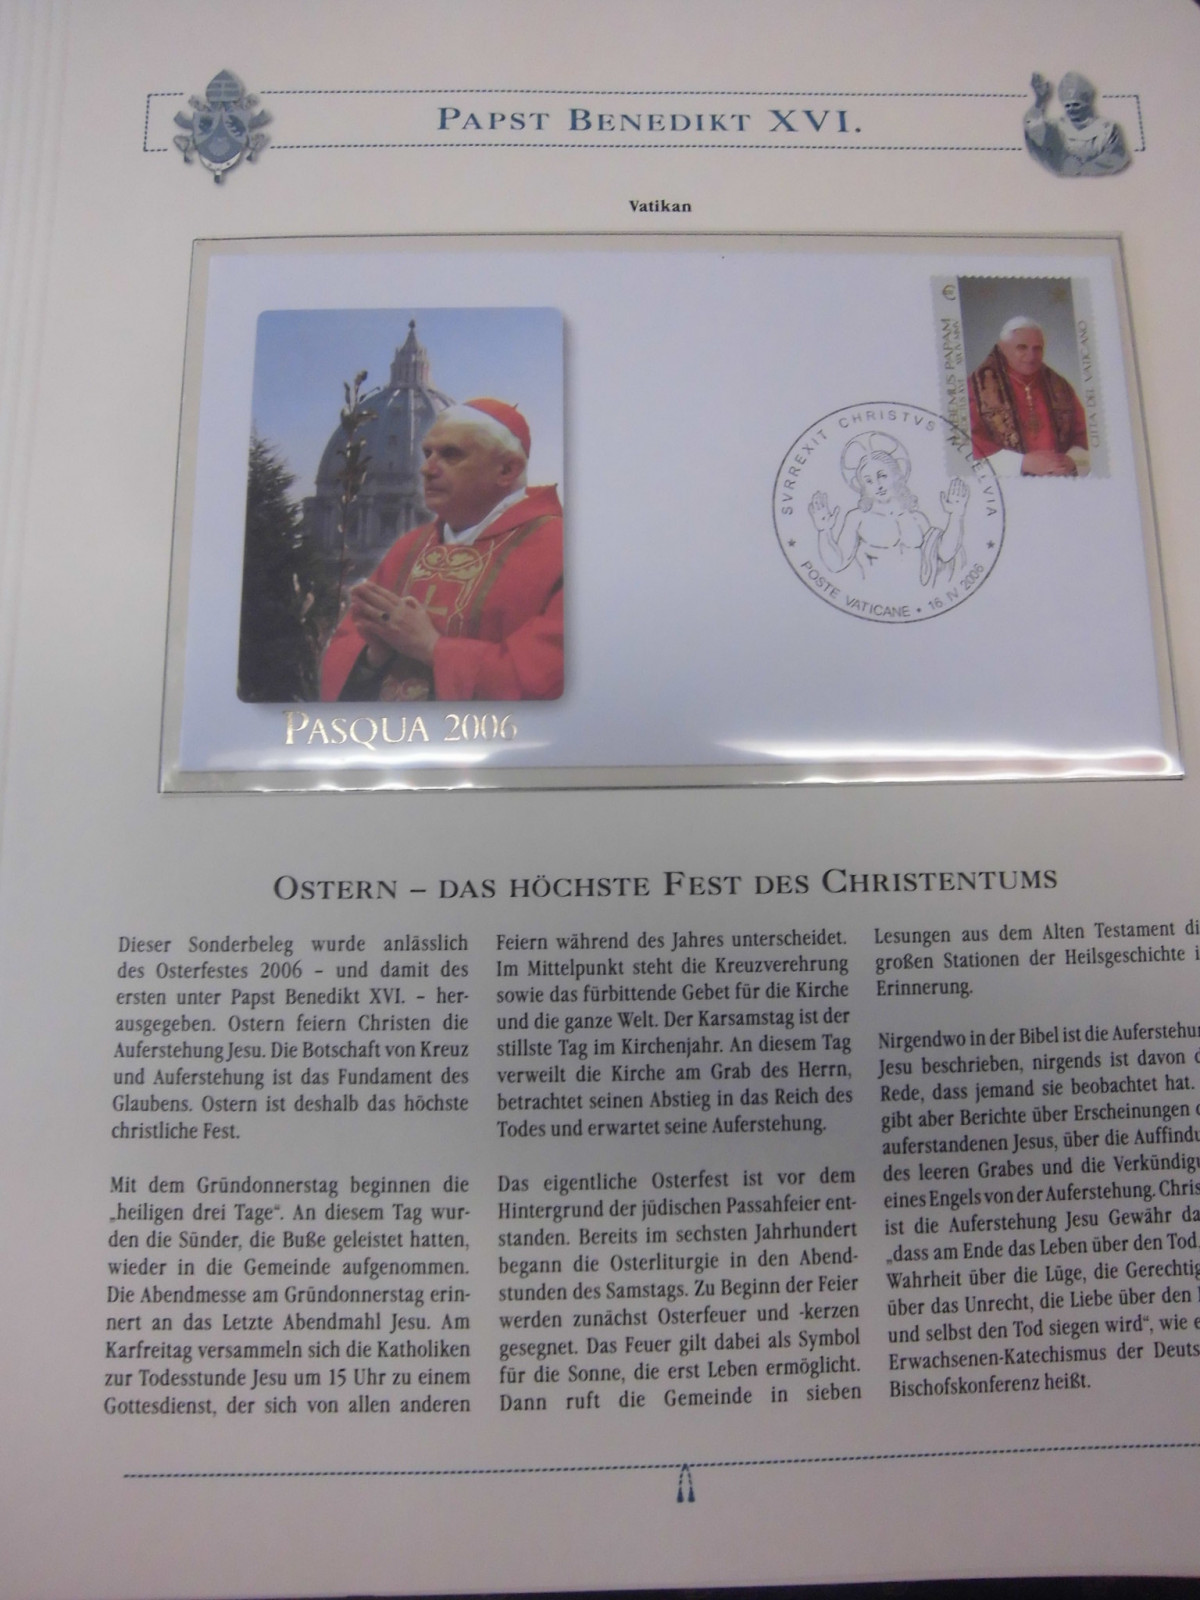 PAPST BENEDIKT XVI.
Vatikan
HABEMUS PAPAM
CITTÀ DEL VATICANO
SVRREXIT CHRISTVS ALLELVIA
POSTE VATICANE • 16 IV 2006
PASQUA 2006
OSTERN – DAS HÖCHSTE FEST DES CHRISTENTUMS
Dieser Sonderbeleg wurde anlässlich
des Osterfestes 2006 – und damit des
ersten unter Papst Benedikt XVI. – her-
ausgegeben. Ostern feiern Christen die
Auferstehung Jesu. Die Botschaft von Kreuz
und Auferstehung ist das Fundament des
Glaubens. Ostern ist deshalb das höchste
christliche Fest.
Mit dem Gründonnerstag beginnen die
„heiligen drei Tage“. An diesem Tag wur-
den die Sünder, die Buße geleistet hatten,
wieder in die Gemeinde aufgenommen.
Die Abendmesse am Gründonnerstag erin-
nert an das Letzte Abendmahl Jesu. Am
Karfreitag versammeln sich die Katholiken
zur Todesstunde Jesu um 15 Uhr zu einem
Gottesdienst, der sich von allen anderen
Feiern während des Jahres unterscheidet.
Im Mittelpunkt steht die Kreuzverehrung
sowie das fürbittende Gebet für die Kirche
und die ganze Welt. Der Karsamstag ist der
stillste Tag im Kirchenjahr. An diesem Tag
verweilt die Kirche am Grab des Herrn,
betrachtet seinen Abstieg in das Reich des
Todes und erwartet seine Auferstehung.
Das eigentliche Osterfest ist vor dem
Hintergrund der jüdischen Passahfeier ent-
standen. Bereits im sechsten Jahrhundert
begann die Osterliturgie in den Abend-
stunden des Samstags. Zu Beginn der Feier
werden zunächst Osterfeuer und -kerzen
gesegnet. Das Feuer gilt dabei als Symbol
für die Sonne, die erst Leben ermöglicht.
Dann ruft die Gemeinde in sieben
Lesungen aus dem Alten Testament di
großen Stationen der Heilsgeschichte i
Erinnerung.
Nirgendwo in der Bibel ist die Auferstehu
Jesu beschrieben, nirgends ist davon d
Rede, dass jemand sie beobachtet hat.
gibt aber Berichte über Erscheinungen
auferstandenen Jesus, über die Auffindu
des leeren Grabes und die Verkündigu
eines Engels von der Auferstehung. Chris
ist die Auferstehung Jesu Gewähr da
„dass am Ende das Leben über den Tod,
Wahrheit über die Lüge, die Gerechtig
über das Unrecht, die Liebe über den
und selbst den Tod siegen wird“, wie e
Erwachsenen-Katechismus der Deuts
Bischofskonferenz heißt.